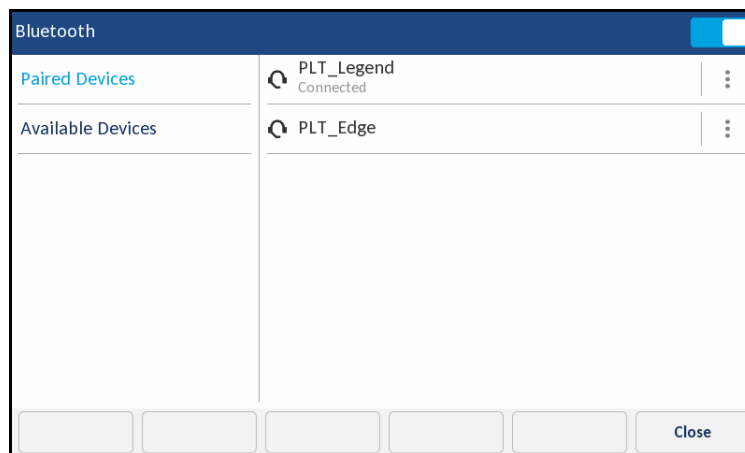 Bluetooth
Paired Devices
Available Devices
PLT_Legend
Connected
PLT_Edge
Close